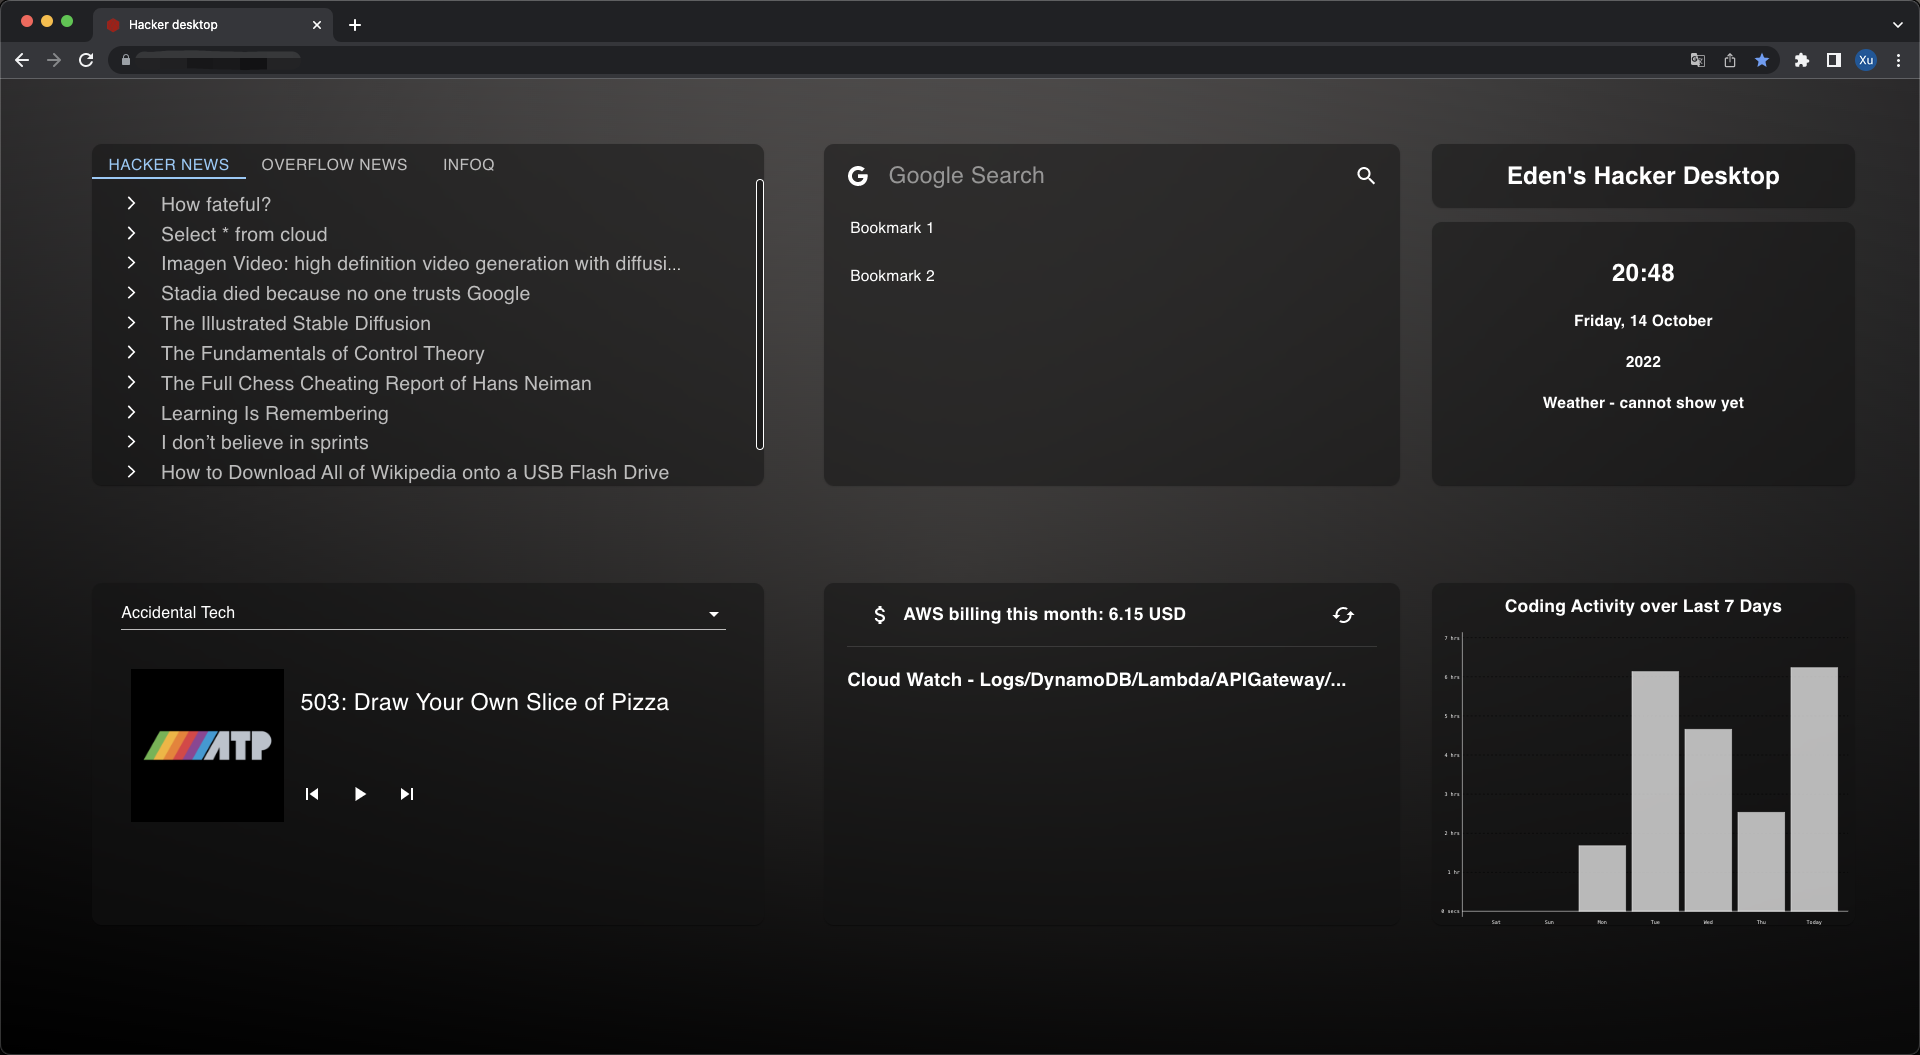 Hacker desktop
Xu
HACKER NEWS OVERFLOW NEWS INFOQ
How fateful?
Select * from cloud
Imagen Video: high definition video generation with diffusi...
Stadia died because no one trusts Google
The Illustrated Stable Diffusion
The Fundamentals of Control Theory
The Full Chess Cheating Report of Hans Neiman
Learning Is Remembering
I don’t believe in sprints
How to Download All of Wikipedia onto a USB Flash Drive
G Google Search
Bookmark 1
Bookmark 2
Eden's Hacker Desktop
20:48
Friday, 14 October
2022
Weather - cannot show yet
Accidental Tech
ATP
503: Draw Your Own Slice of Pizza
$ AWS billing this month: 6.15 USD
Cloud Watch - Logs/DynamoDB/Lambda/APIGateway/...
Coding Activity over Last 7 Days
7 hrs
6 hrs
5 hrs
4 hrs
3 hrs
2 hrs
1 hr
0 secs
Sat Sun Mon Tue Wed Thu Today